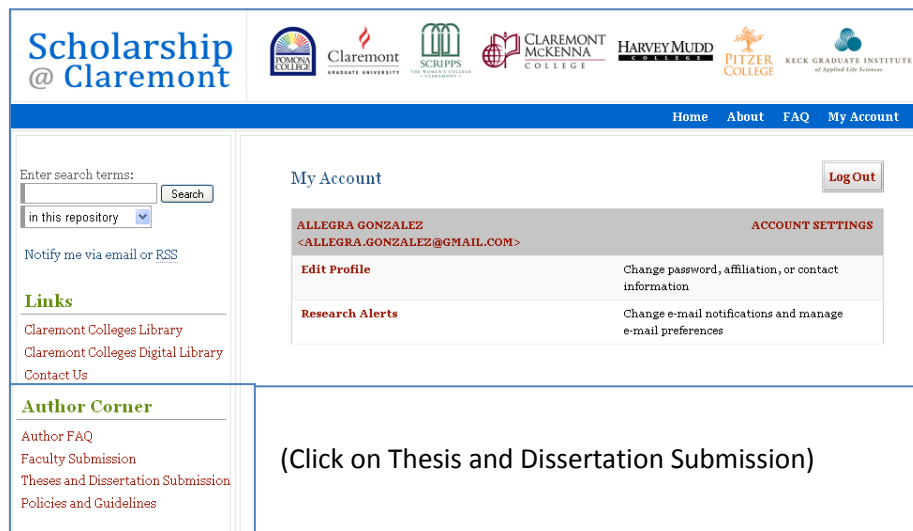 Scholarship
@ Claremont
POMONA
COLLEGE
Claremont
GRADUATE UNIVERSITY
SCRIPPS
THE WOMEN'S COLLEGE
• CLAREMONT •
CLAREMONT
MCKENNA
COLLEGE
HARVEY MUDD
COLLEGE
PITZER
COLLEGE
KECK GRADUATE INSTITUTE
of Applied Life Sciences
Home About FAQ My Account
Enter search terms:
Search
in this repository
Notify me via email or RSS
Links
Claremont Colleges Library
Claremont Colleges Digital Library
Contact Us
Author Corner
Author FAQ
Faculty Submission
Theses and Dissertation Submission
Policies and Guidelines
My Account
Log Out
ALLEGRA GONZALEZ
<ALLEGRA.GONZALEZ@GMAIL.COM>
ACCOUNT SETTINGS
Edit Profile
Change password, affiliation, or contact
information
Research Alerts
Change e-mail notifications and manage
e-mail preferences
(Click on Thesis and Dissertation Submission)